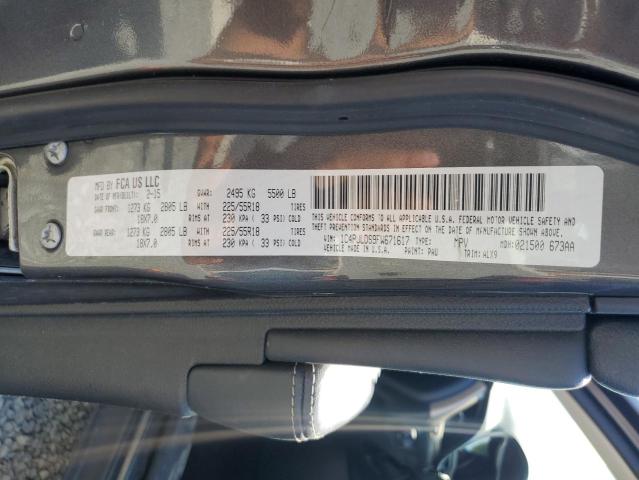 MFD BY FCA US LLC
DATE OF MFR/BUILT: 2-15 GVWR: 2495 KG 5500 LB
GAWR FRONT: 1273 KG 2805 LB WITH 225/55R18 TIRES
18X7.0 RIMS AT 230 KPA ( 33 PSI) COLD
GAWR REAR: 1273 KG 2805 LB WITH 225/55R18 TIRES
18X7.0 RIMS AT 230 KPA ( 33 PSI) COLD
THIS VEHICLE CONFORMS TO ALL APPLICABLE U.S.A. FEDERAL MOTOR VEHICLE SAFETY, BUMPER, AND
THEFT PREVENTION STANDARDS IN EFFECT ON THE DATE OF MANUFACTURE SHOWN ABOVE.
VIN: 1C4PJLDS9FW671617 TYPE: MPV MDH: 021500 673AA
VEHICLE MADE IN U.S.A. PAINT: PAU TRIM: ALX9